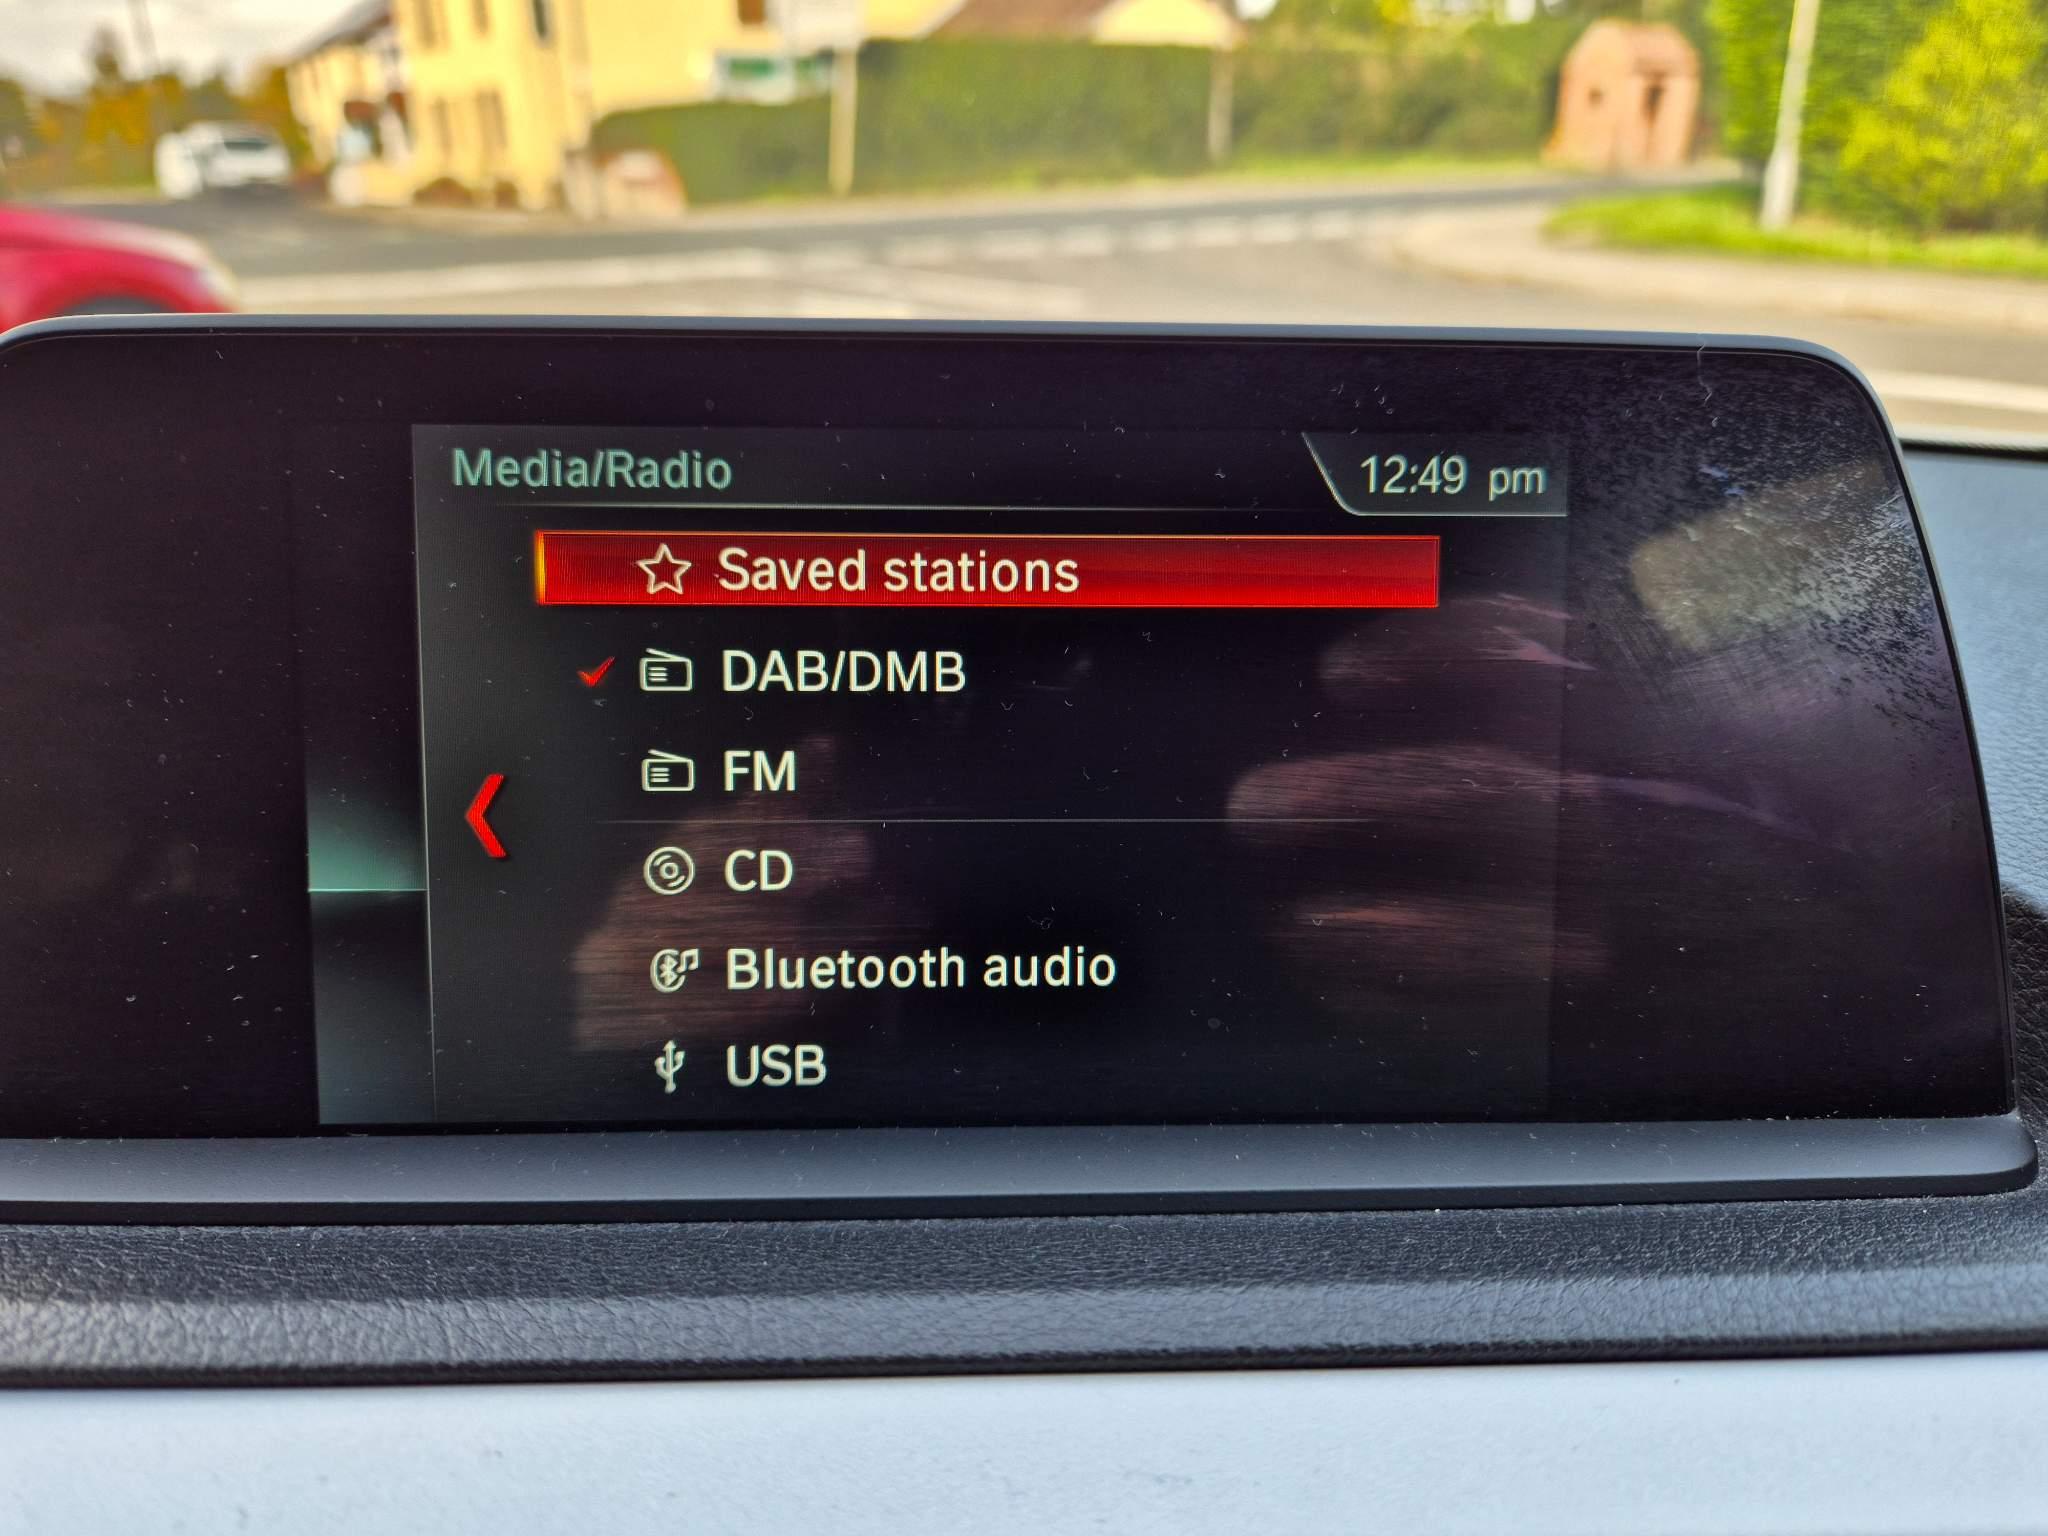 Media/Radio
12:49 pm
Saved stations
DAB/DMB
FM
CD
Bluetooth audio
USB